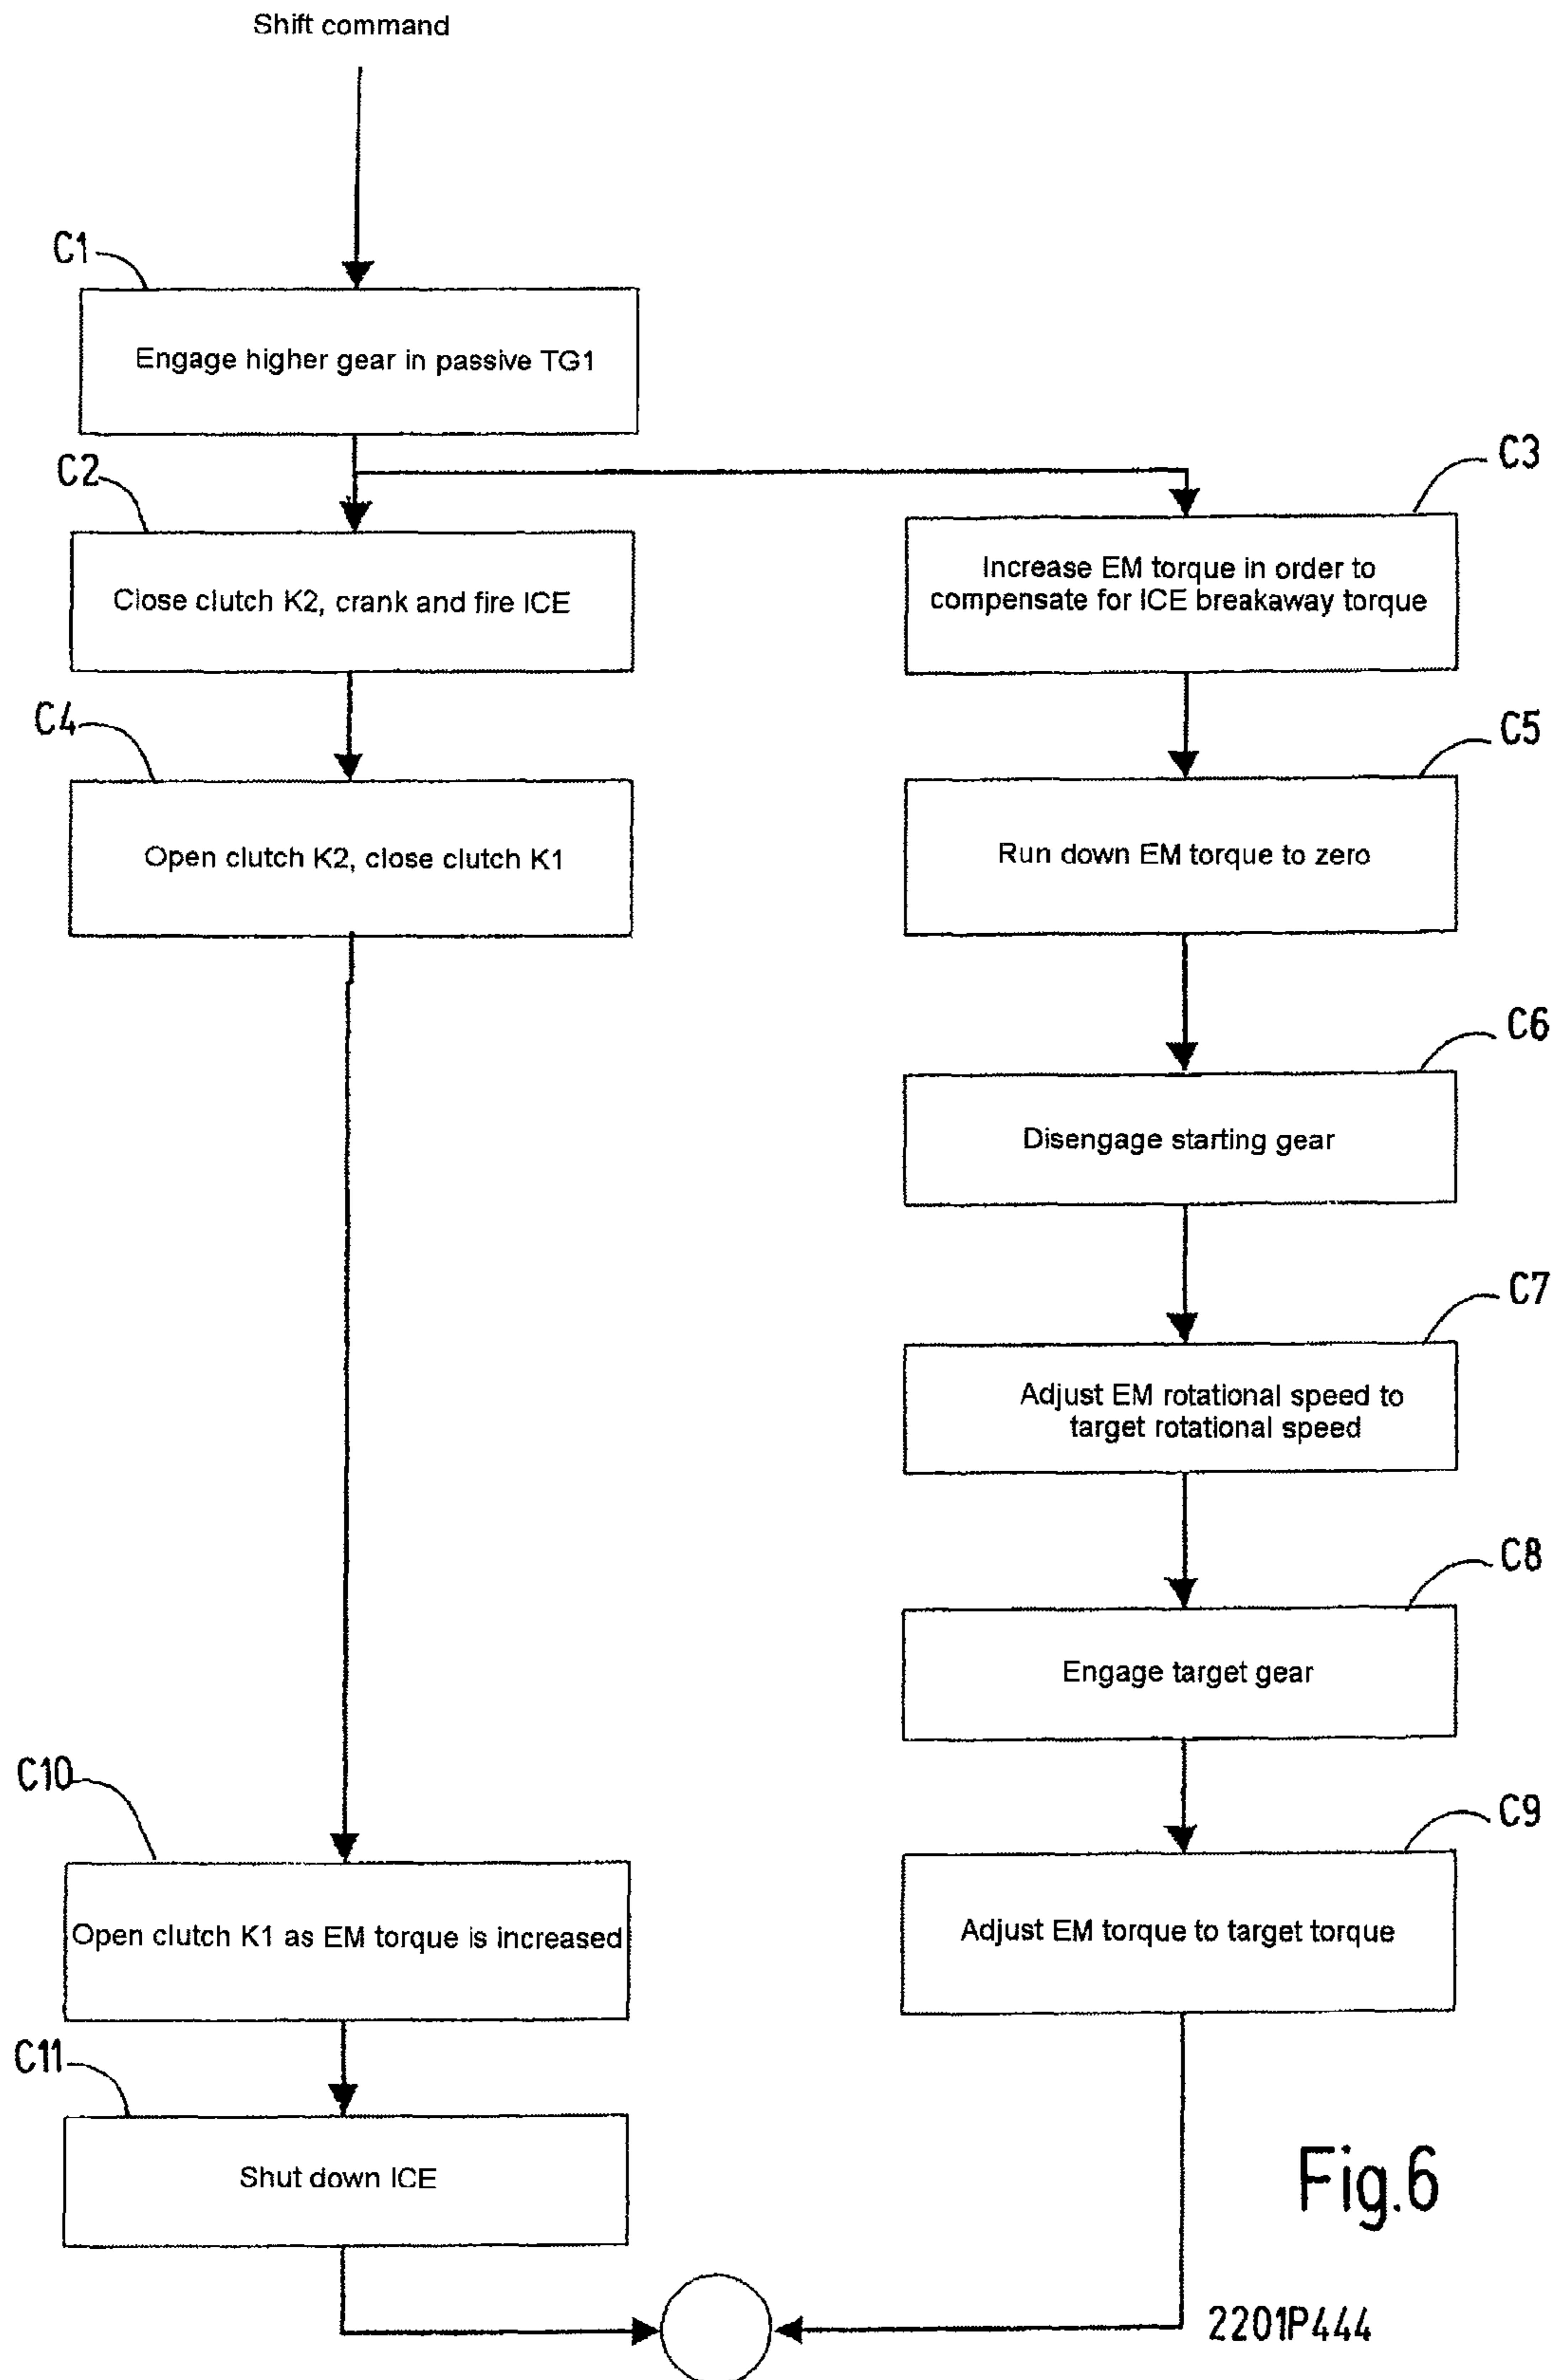 Shift command
C1
Engage higher gear in passive TG1
C2
C3
Close clutch K2, crank and fire ICE
Increase EM torque in order to
compensate for ICE breakaway torque
C4
C5
Open clutch K2, close clutch K1
Run down EM torque to zero
C6
Disengage starting gear
C7
Adjust EM rotational speed to
target rotational speed
C8
Engage target gear
C10
C9
Open clutch K1 as EM torque is increased
Adjust EM torque to target torque
C11
Shut down ICE
Fig.6
2201P444